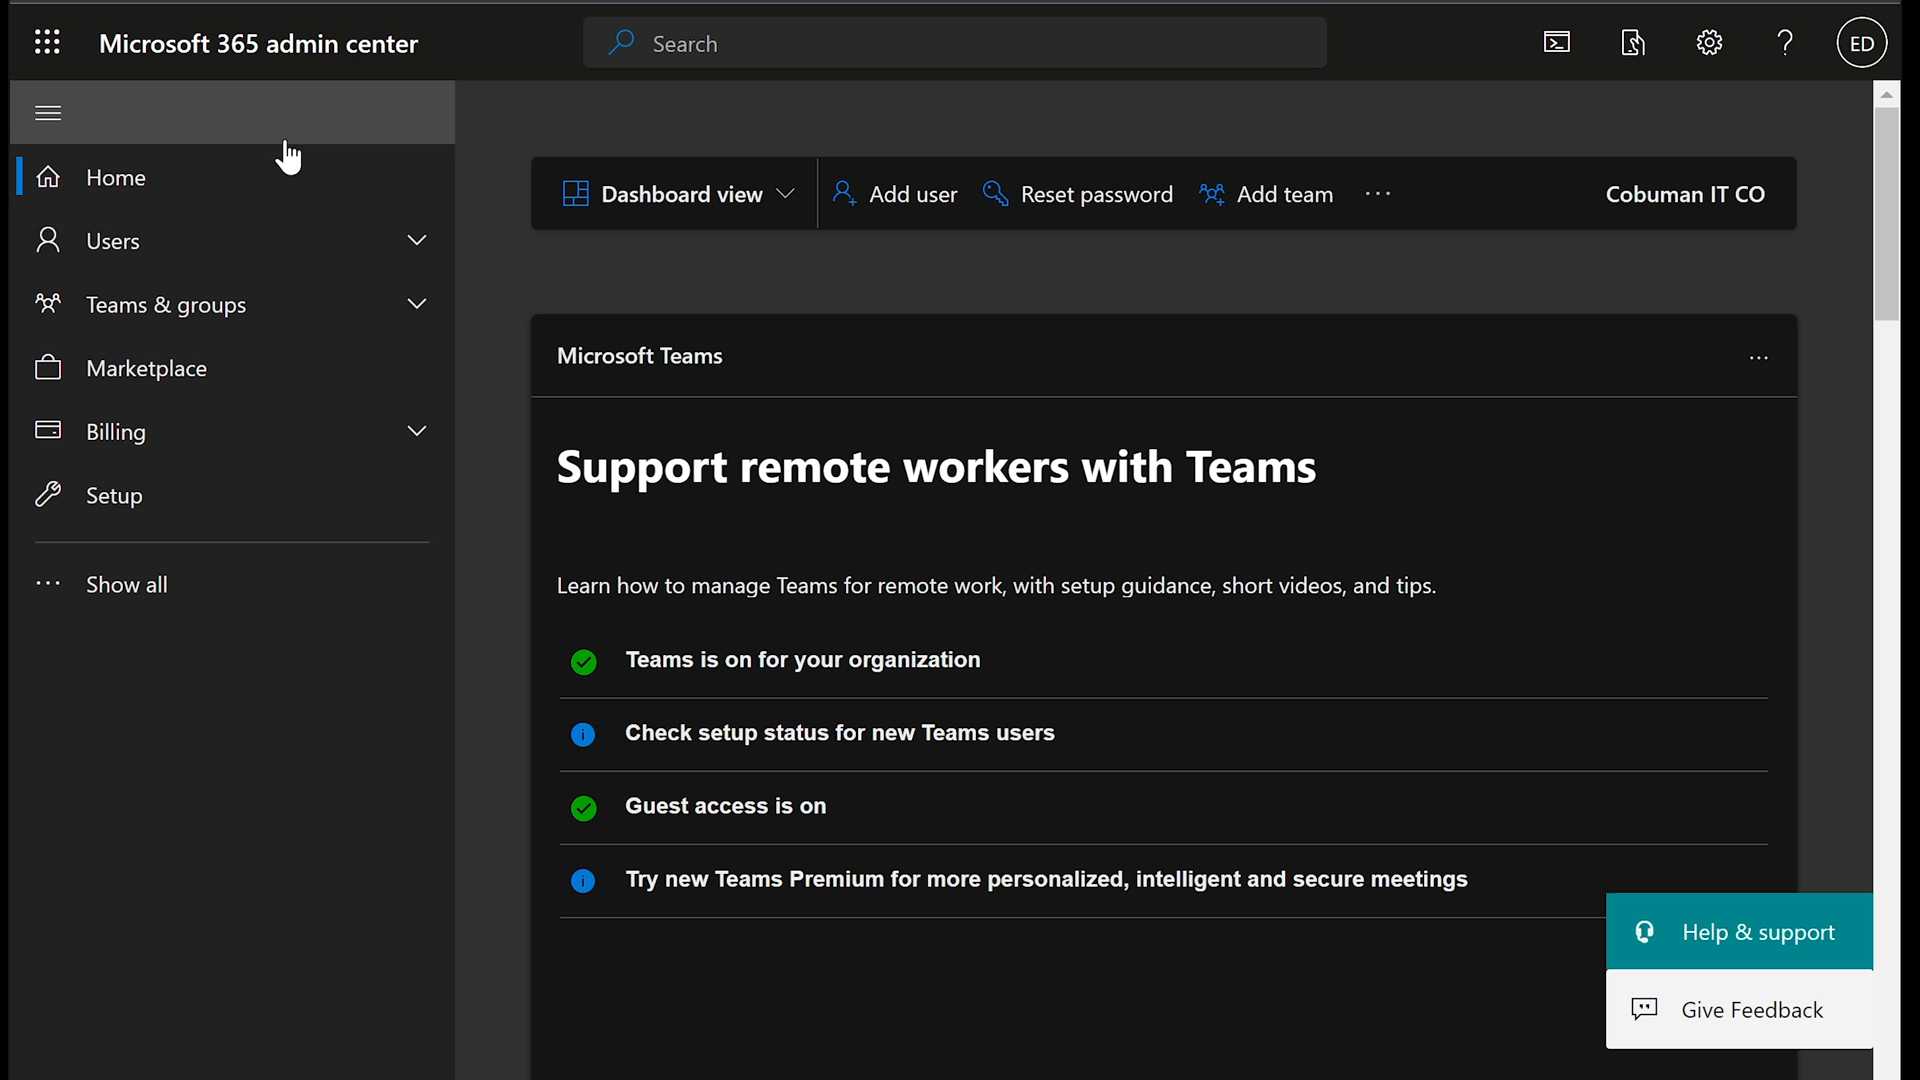 Microsoft 365 admin center
Search
ED
Home
Users
Teams & groups
Marketplace
Billing
Setup
Show all
Dashboard view
Add user
Reset password
Add team
Cobuman IT CO
Microsoft Teams
Support remote workers with Teams
Learn how to manage Teams for remote work, with setup guidance, short videos, and tips.
Teams is on for your organization
Check setup status for new Teams users
Guest access is on
Try new Teams Premium for more personalized, intelligent and secure meetings
Help & support
Give Feedback